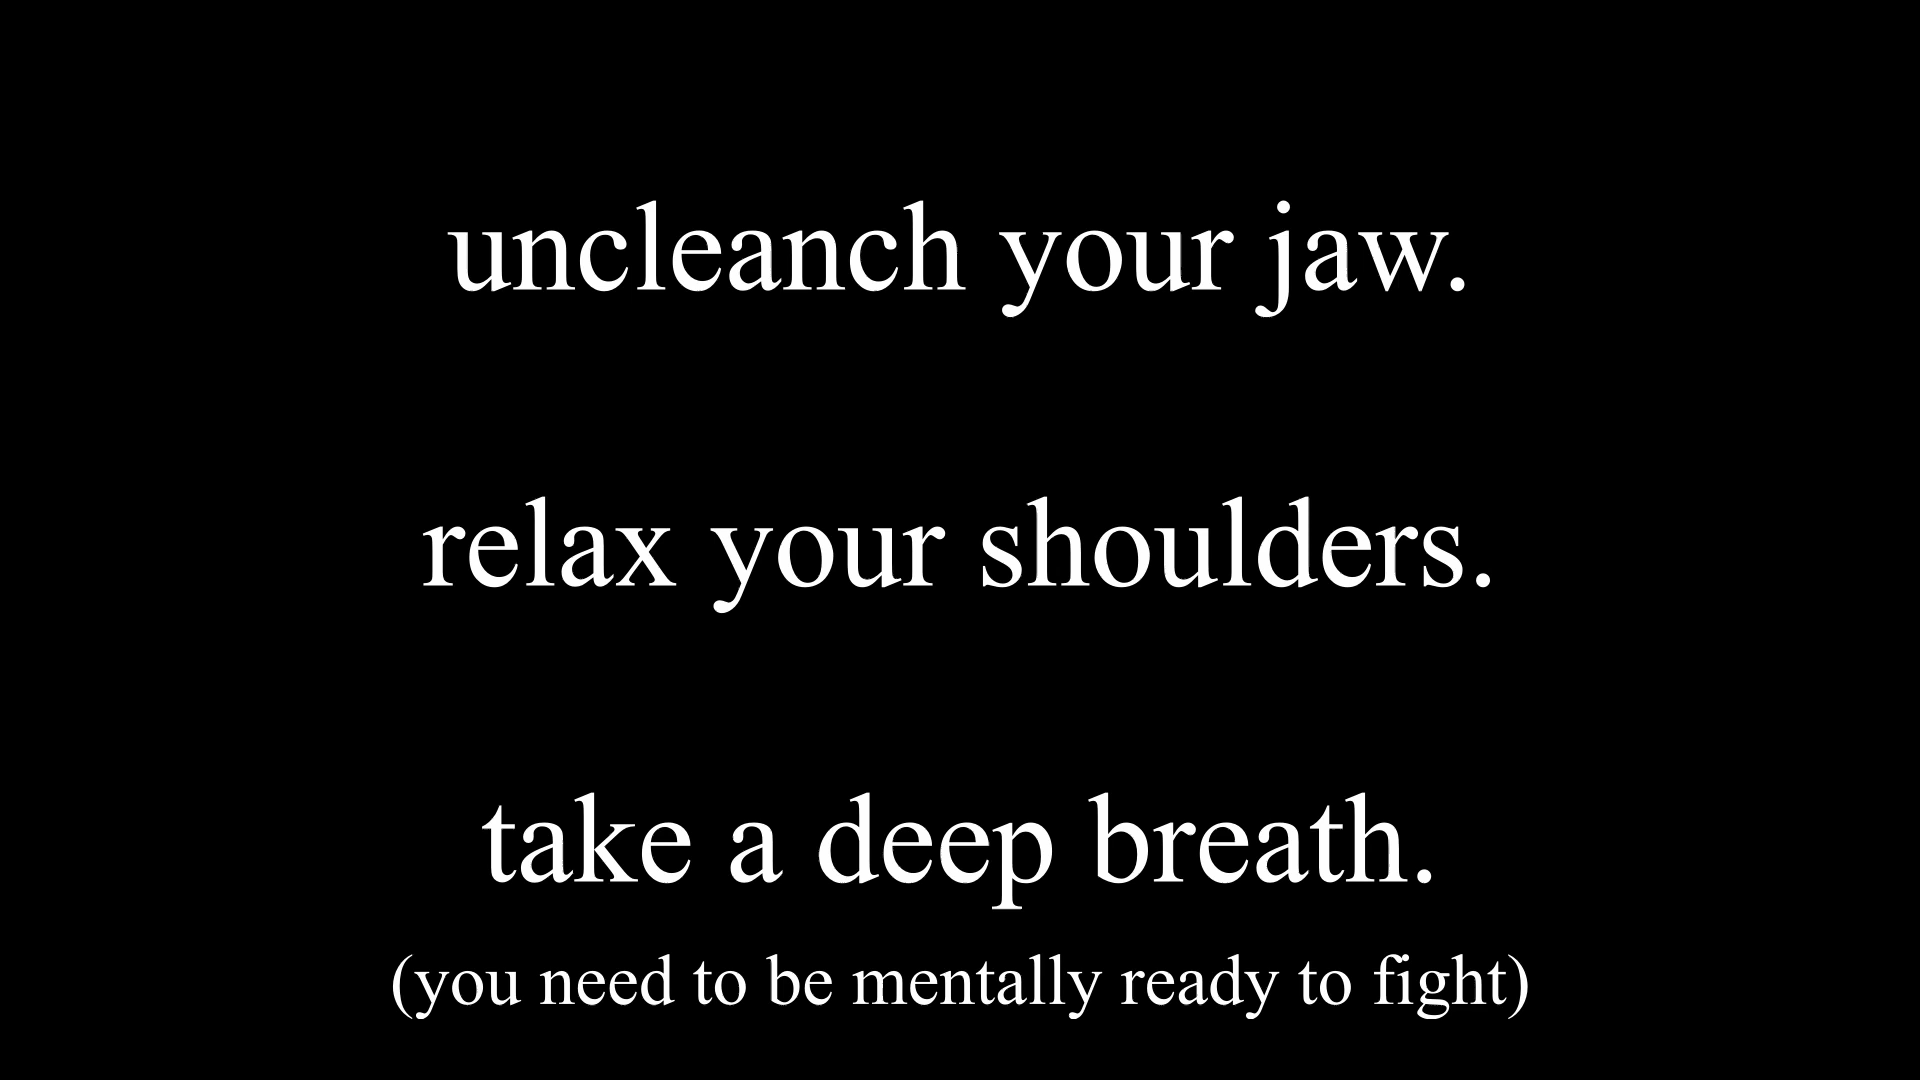 uncleanch your jaw.
relax your shoulders.
take a deep breath.
(you need to be mentally ready to fight)